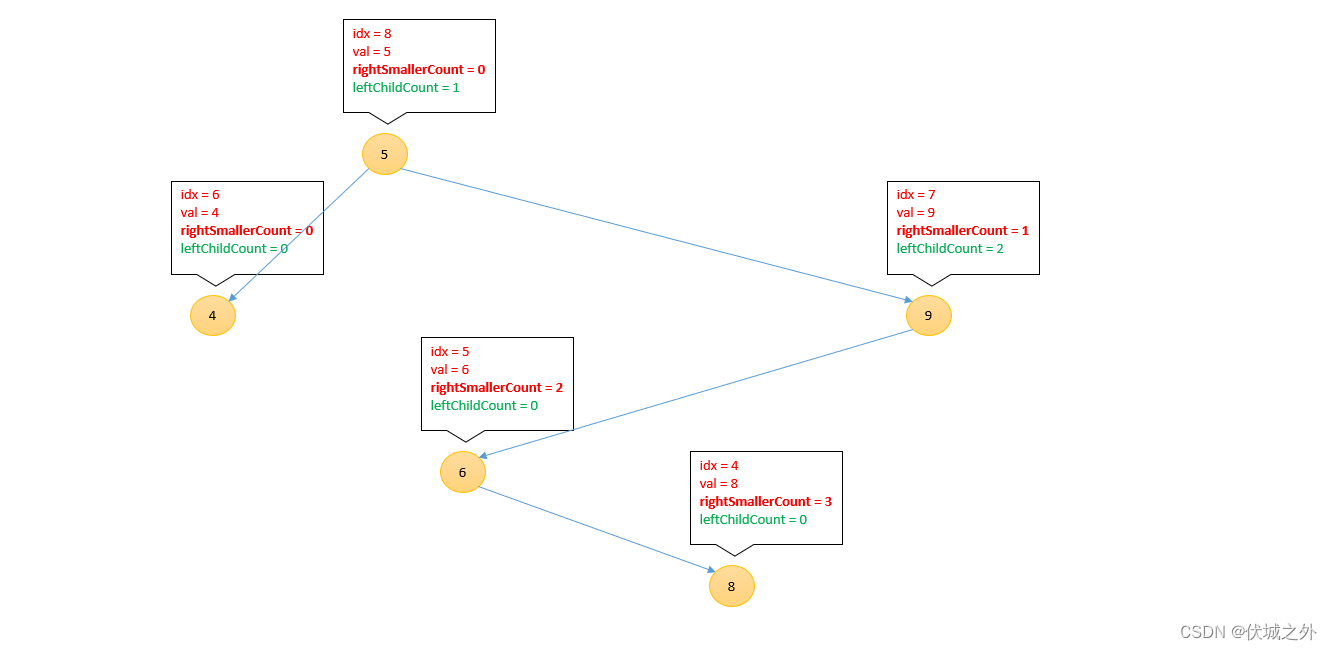 idx = 8
val = 5
rightSmallerCount = 0
leftChildCount = 1
5
idx = 6
val = 4
rightSmallerCount = 0
leftChildCount = 0
4
idx = 7
val = 9
rightSmallerCount = 1
leftChildCount = 2
9
idx = 5
val = 6
rightSmallerCount = 2
leftChildCount = 0
6
idx = 4
val = 8
rightSmallerCount = 3
leftChildCount = 0
8
CSDN @伏城之外